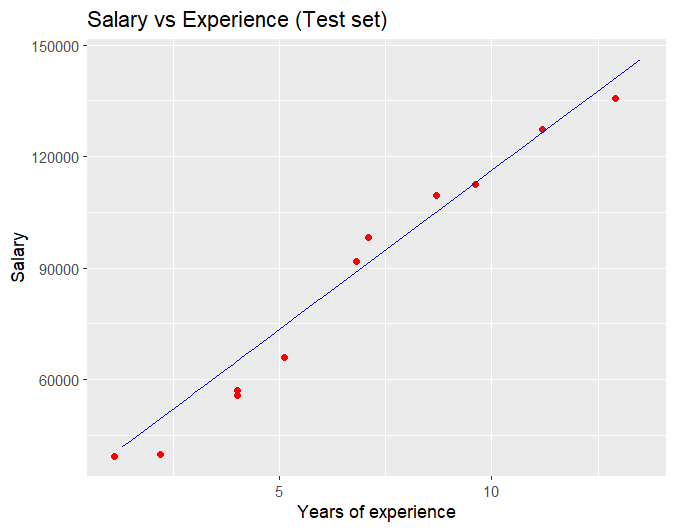 Salary vs Experience (Test set)
150000
120000
90000
60000
Salary
5
10
Years of experience